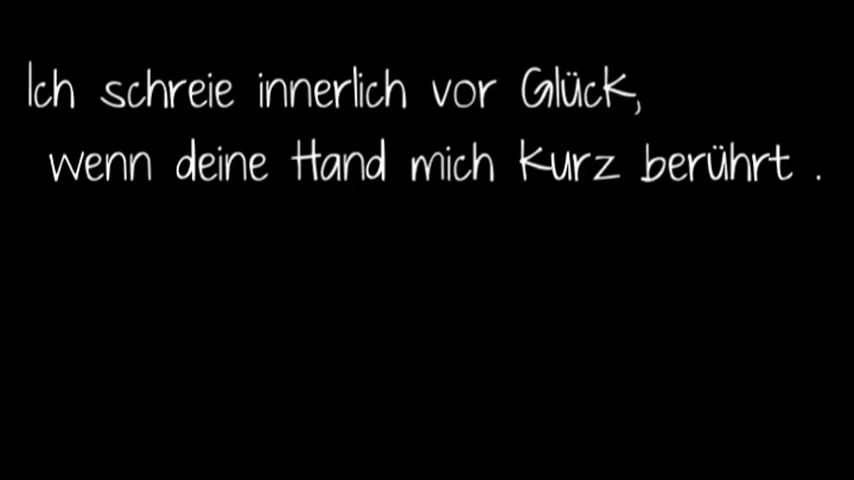 Ich schreie innerlich vor Glück,
wenn deine Hand mich kurz berührt .